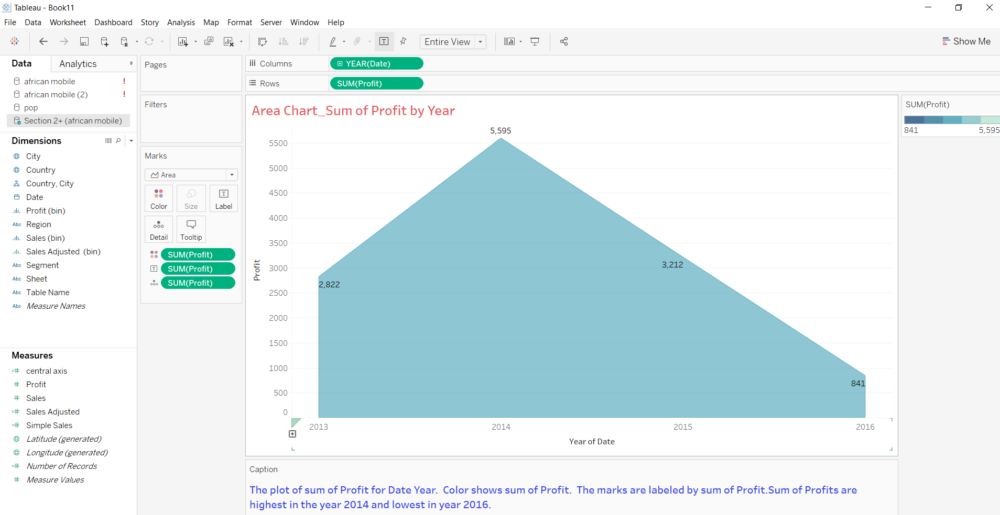 Tableau - Book11
File Data Worksheet Dashboard Story Analysis Map Format Server Window Help
Entire View
Show Me
Data Analytics
african mobile !
african mobile (2) !
pop
Section 2+ (african mobile)
Dimensions
City
Country
Country, City
Date
Profit (bin)
Abc Region
Sales (bin)
Sales Adjusted (bin)
Abc Segment
Abc Sheet
Abc Table Name
Abc Measure Names
Measures
central axis
Profit
Sales
Sales Adjusted
Simple Sales
Latitude (generated)
Longitude (generated)
Number of Records
Measure Values
Pages
Filters
Marks
Area
Color Size Label
Detail Tooltip
SUM(Profit)
SUM(Profit)
SUM(Profit)
Columns YEAR(Date)
Rows SUM(Profit)
Area Chart_Sum of Profit by Year
5,595
5500
5000
4500
4000
3500
3,212
3000
2,822
2500
2000
1500
1000
841
500
0
Profit
2013 2014 2015 2016
Year of Date
SUM(Profit)
841 5,595
Caption
The plot of sum of Profit for Date Year.  Color shows sum of Profit.  The marks are labeled by sum of Profit.Sum of Profits are
highest in the year 2014 and lowest in year 2016.